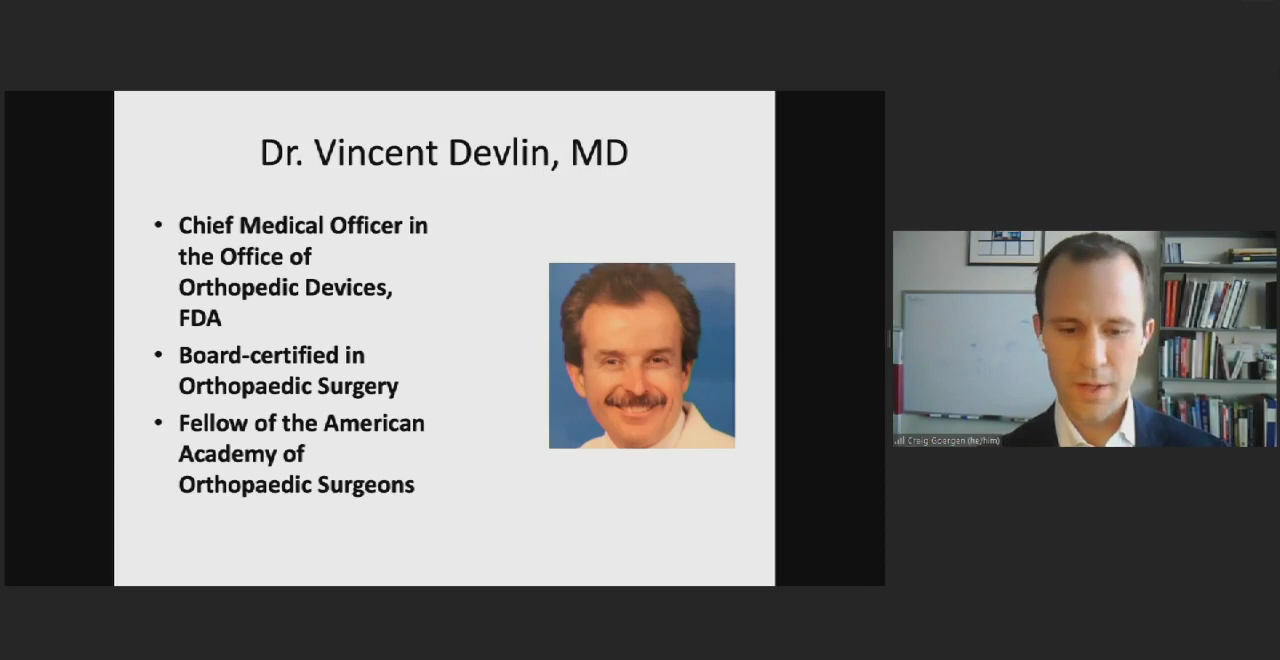 Dr. Vincent Devlin, MD
• Chief Medical Officer in
the Office of
Orthopedic Devices,
FDA
• Board-certified in
Orthopaedic Surgery
• Fellow of the American
Academy of
Orthopaedic Surgeons
Craig Goergen (he/him)